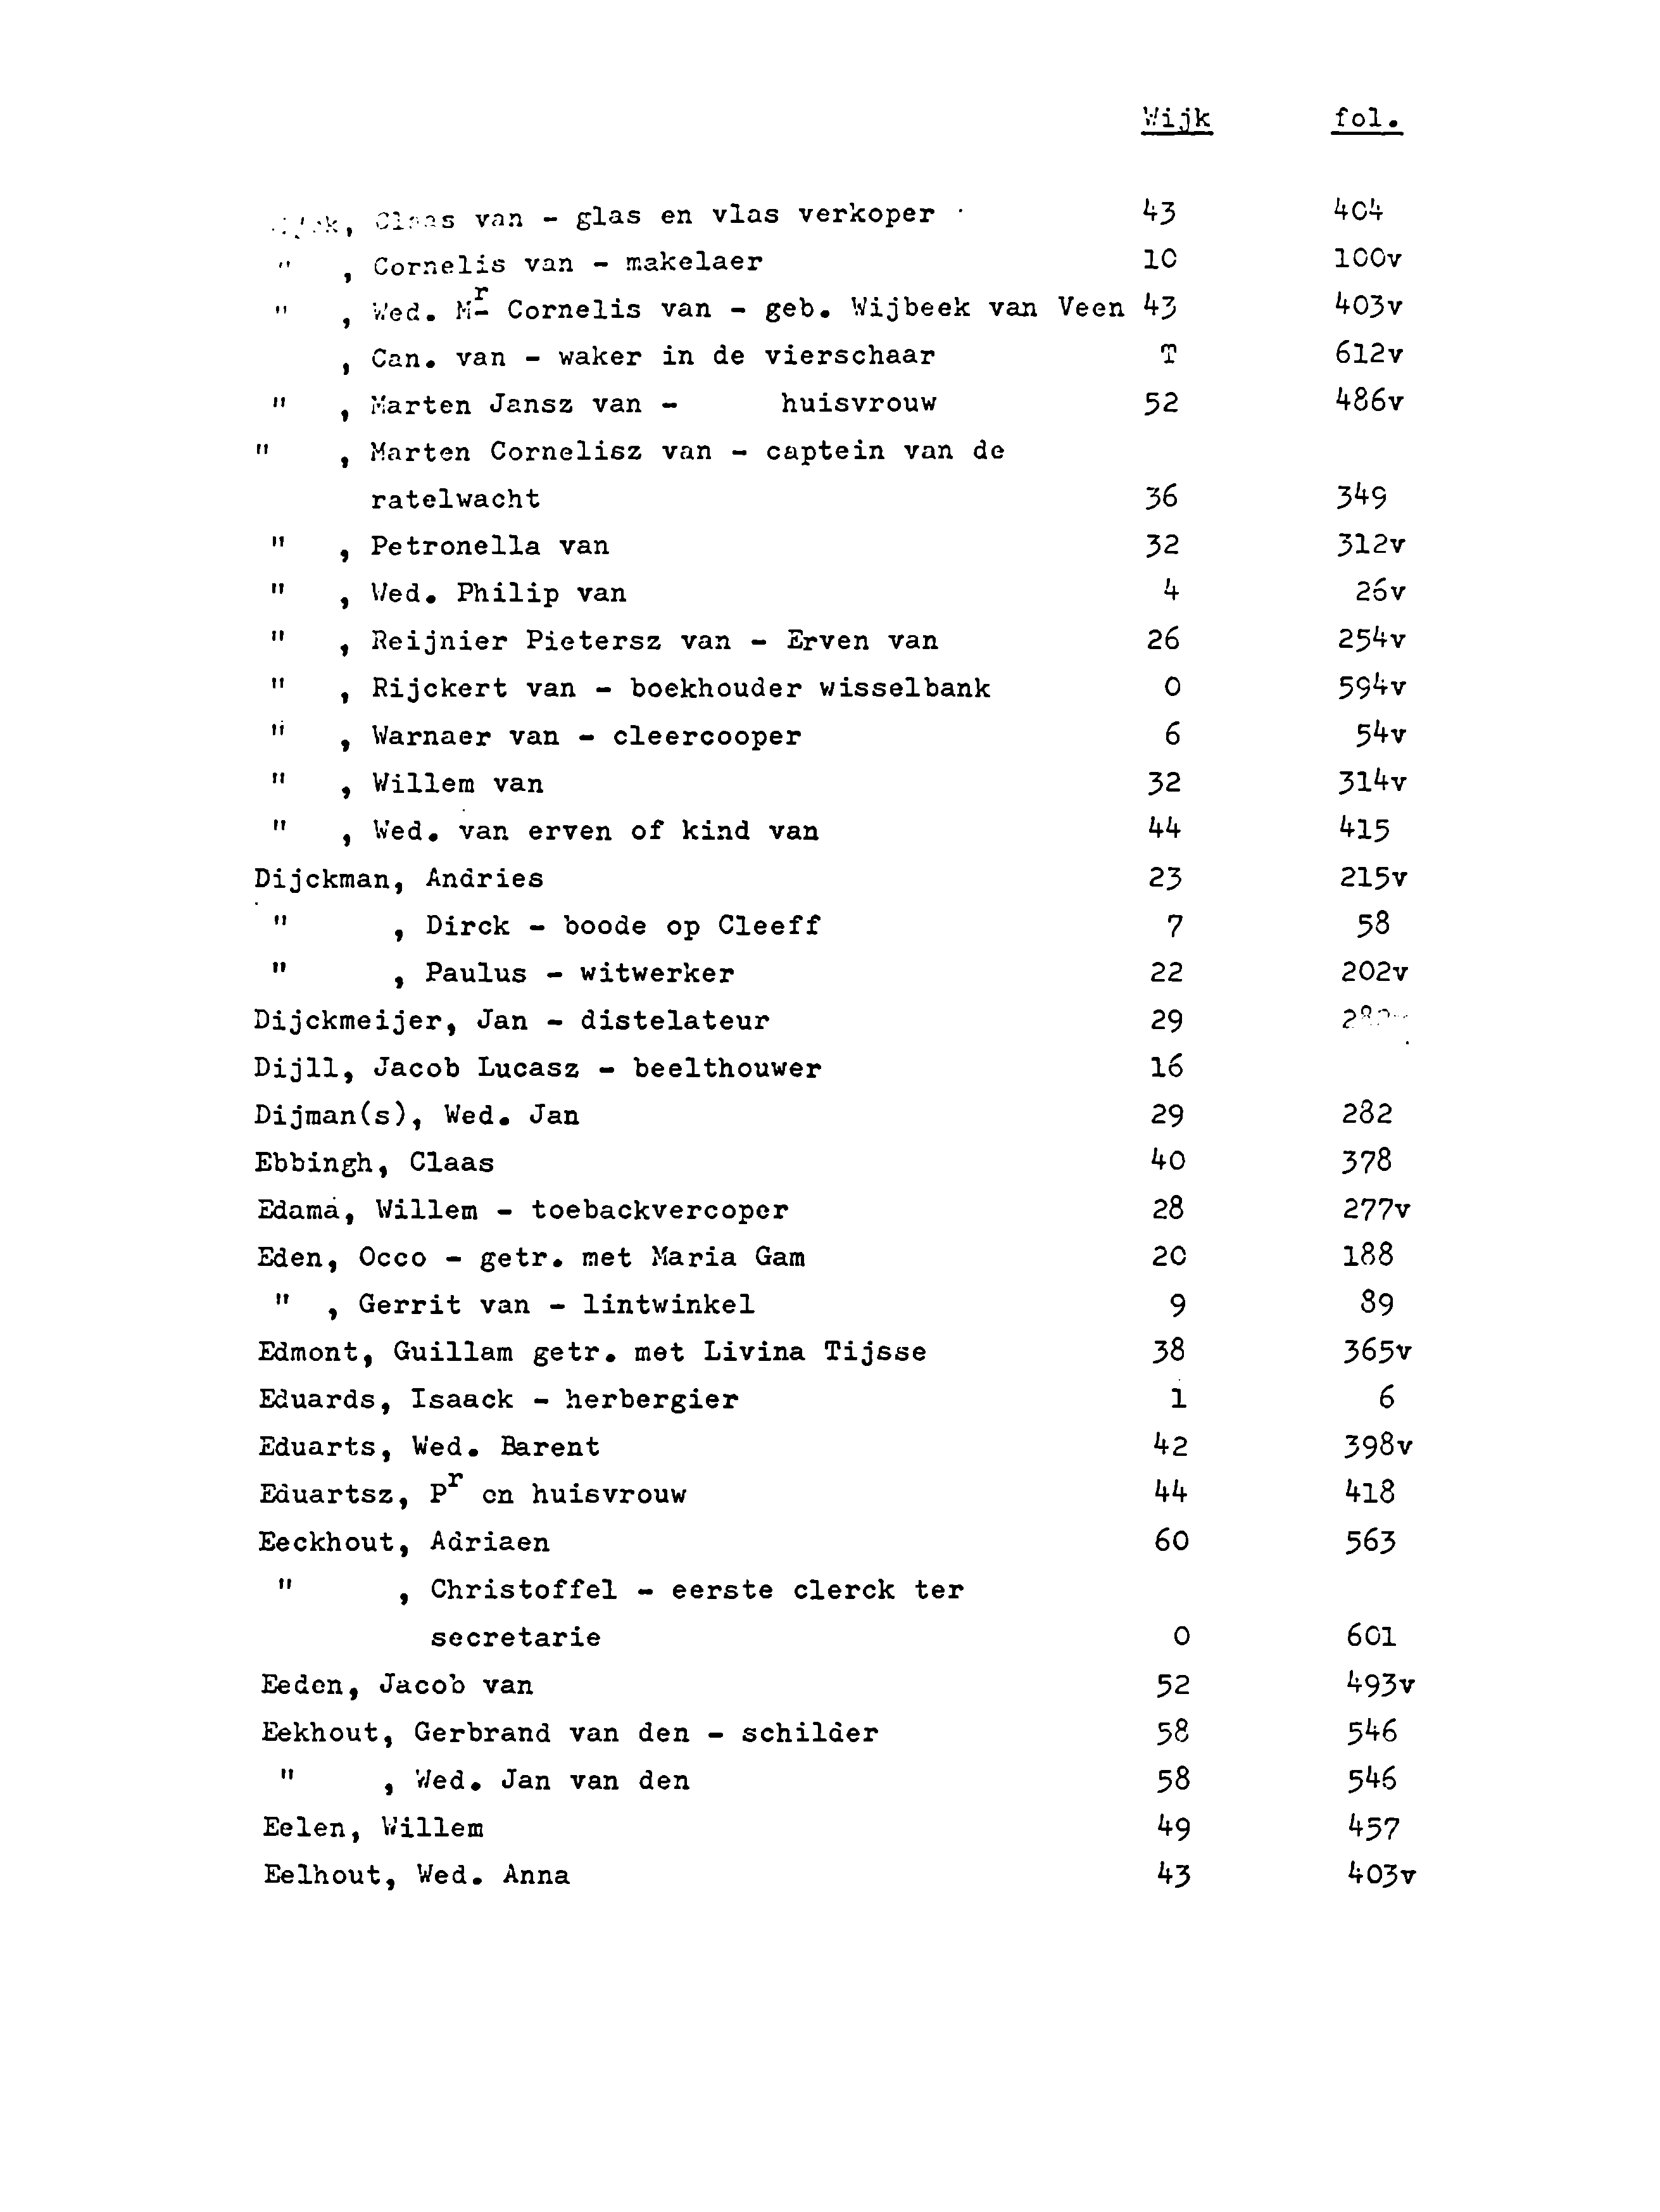 Wijk fol.
Claas van - glas en vlas verkoper 43 404
" , Cornelis van - makelaer 10 100v
" , Wed. Mr Cornelis van - geb. Wijbeek van Veen 43 403v
, Can. van - waker in de vierschaar T 612v
" , Marten Jansz van - huisvrouw 52 486v
" , Marten Cornelisz van - captein van de
ratelwacht 36 349
" , Petronella van 32 312v
" , Wed. Philip van 4 26v
" , Reijnier Pietersz van - Erven van 26 254v
" , Rijckert van - boekhouder wisselbank 0 594v
" , Warnaer van - cleercooper 6 54v
" , Willem van 32 314v
" , Wed. van erven of kind van 44 415
Dijckman, Andries 23 215v
" , Dirck - boode op Cleeff 7 58
" , Paulus - witwerker 22 202v
Dijckmeijer, Jan - distelateur 29
Dijll, Jacob Lucasz - beelthouwer 16
Dijman(s), Wed. Jan 29 282
Ebbingh, Claas 40 378
Edama, Willem - toebackvercoper 28 277v
Eden, Occo - getr. met Maria Gam 20 188
" , Gerrit van - lintwinkel 9 89
Edmont, Guillam getr. met Livina Tijsse 38 365v
Eduards, Isaack - herbergier 1 6
Eduarts, Wed. Barent 42 398v
Eduartsz, Pr en huisvrouw 44 418
Eeckhout, Adriaen 60 563
" , Christoffel - eerste clerck ter
secretarie 0 601
Eeden, Jacob van 52 493v
Eekhout, Gerbrand van den - schilder 58 546
" , Wed. Jan van den 58 546
Eelen, Willem 49 457
Eelhout, Wed. Anna 43 403v